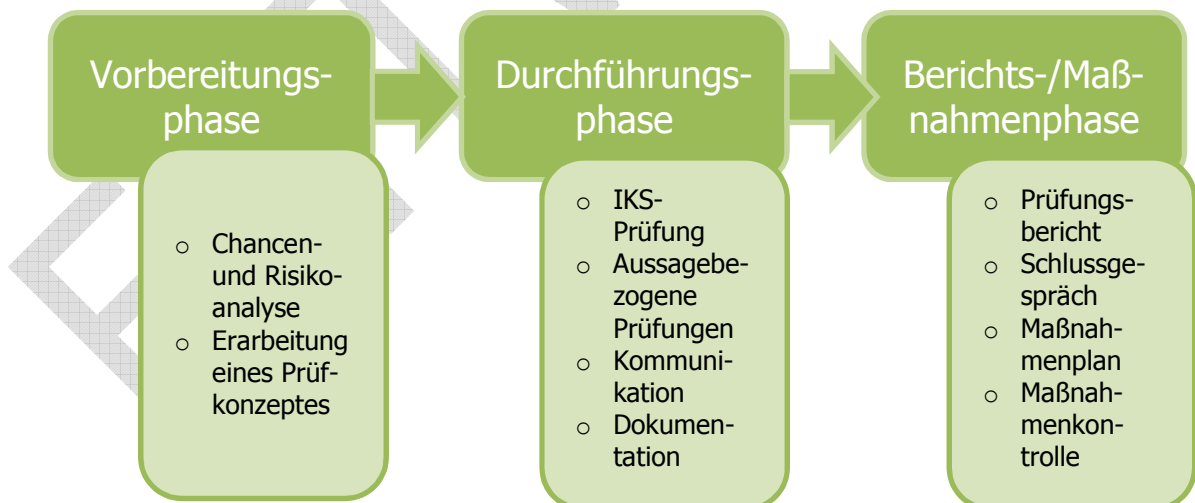 Vorbereitungs-
phase
o Chancen-
und Risiko-
analyse
o Erarbeitung
eines Prüf-
konzeptes
Durchführungs-
phase
o IKS-
Prüfung
o Aussagebe-
zogene
Prüfungen
o Kommuni-
kation
o Dokumen-
tation
Berichts-/Maß-
nahmenphase
o Prüfungs-
bericht
o Schlussge-
spräch
o Maßnah-
menplan
o Maßnah-
menkon-
trolle